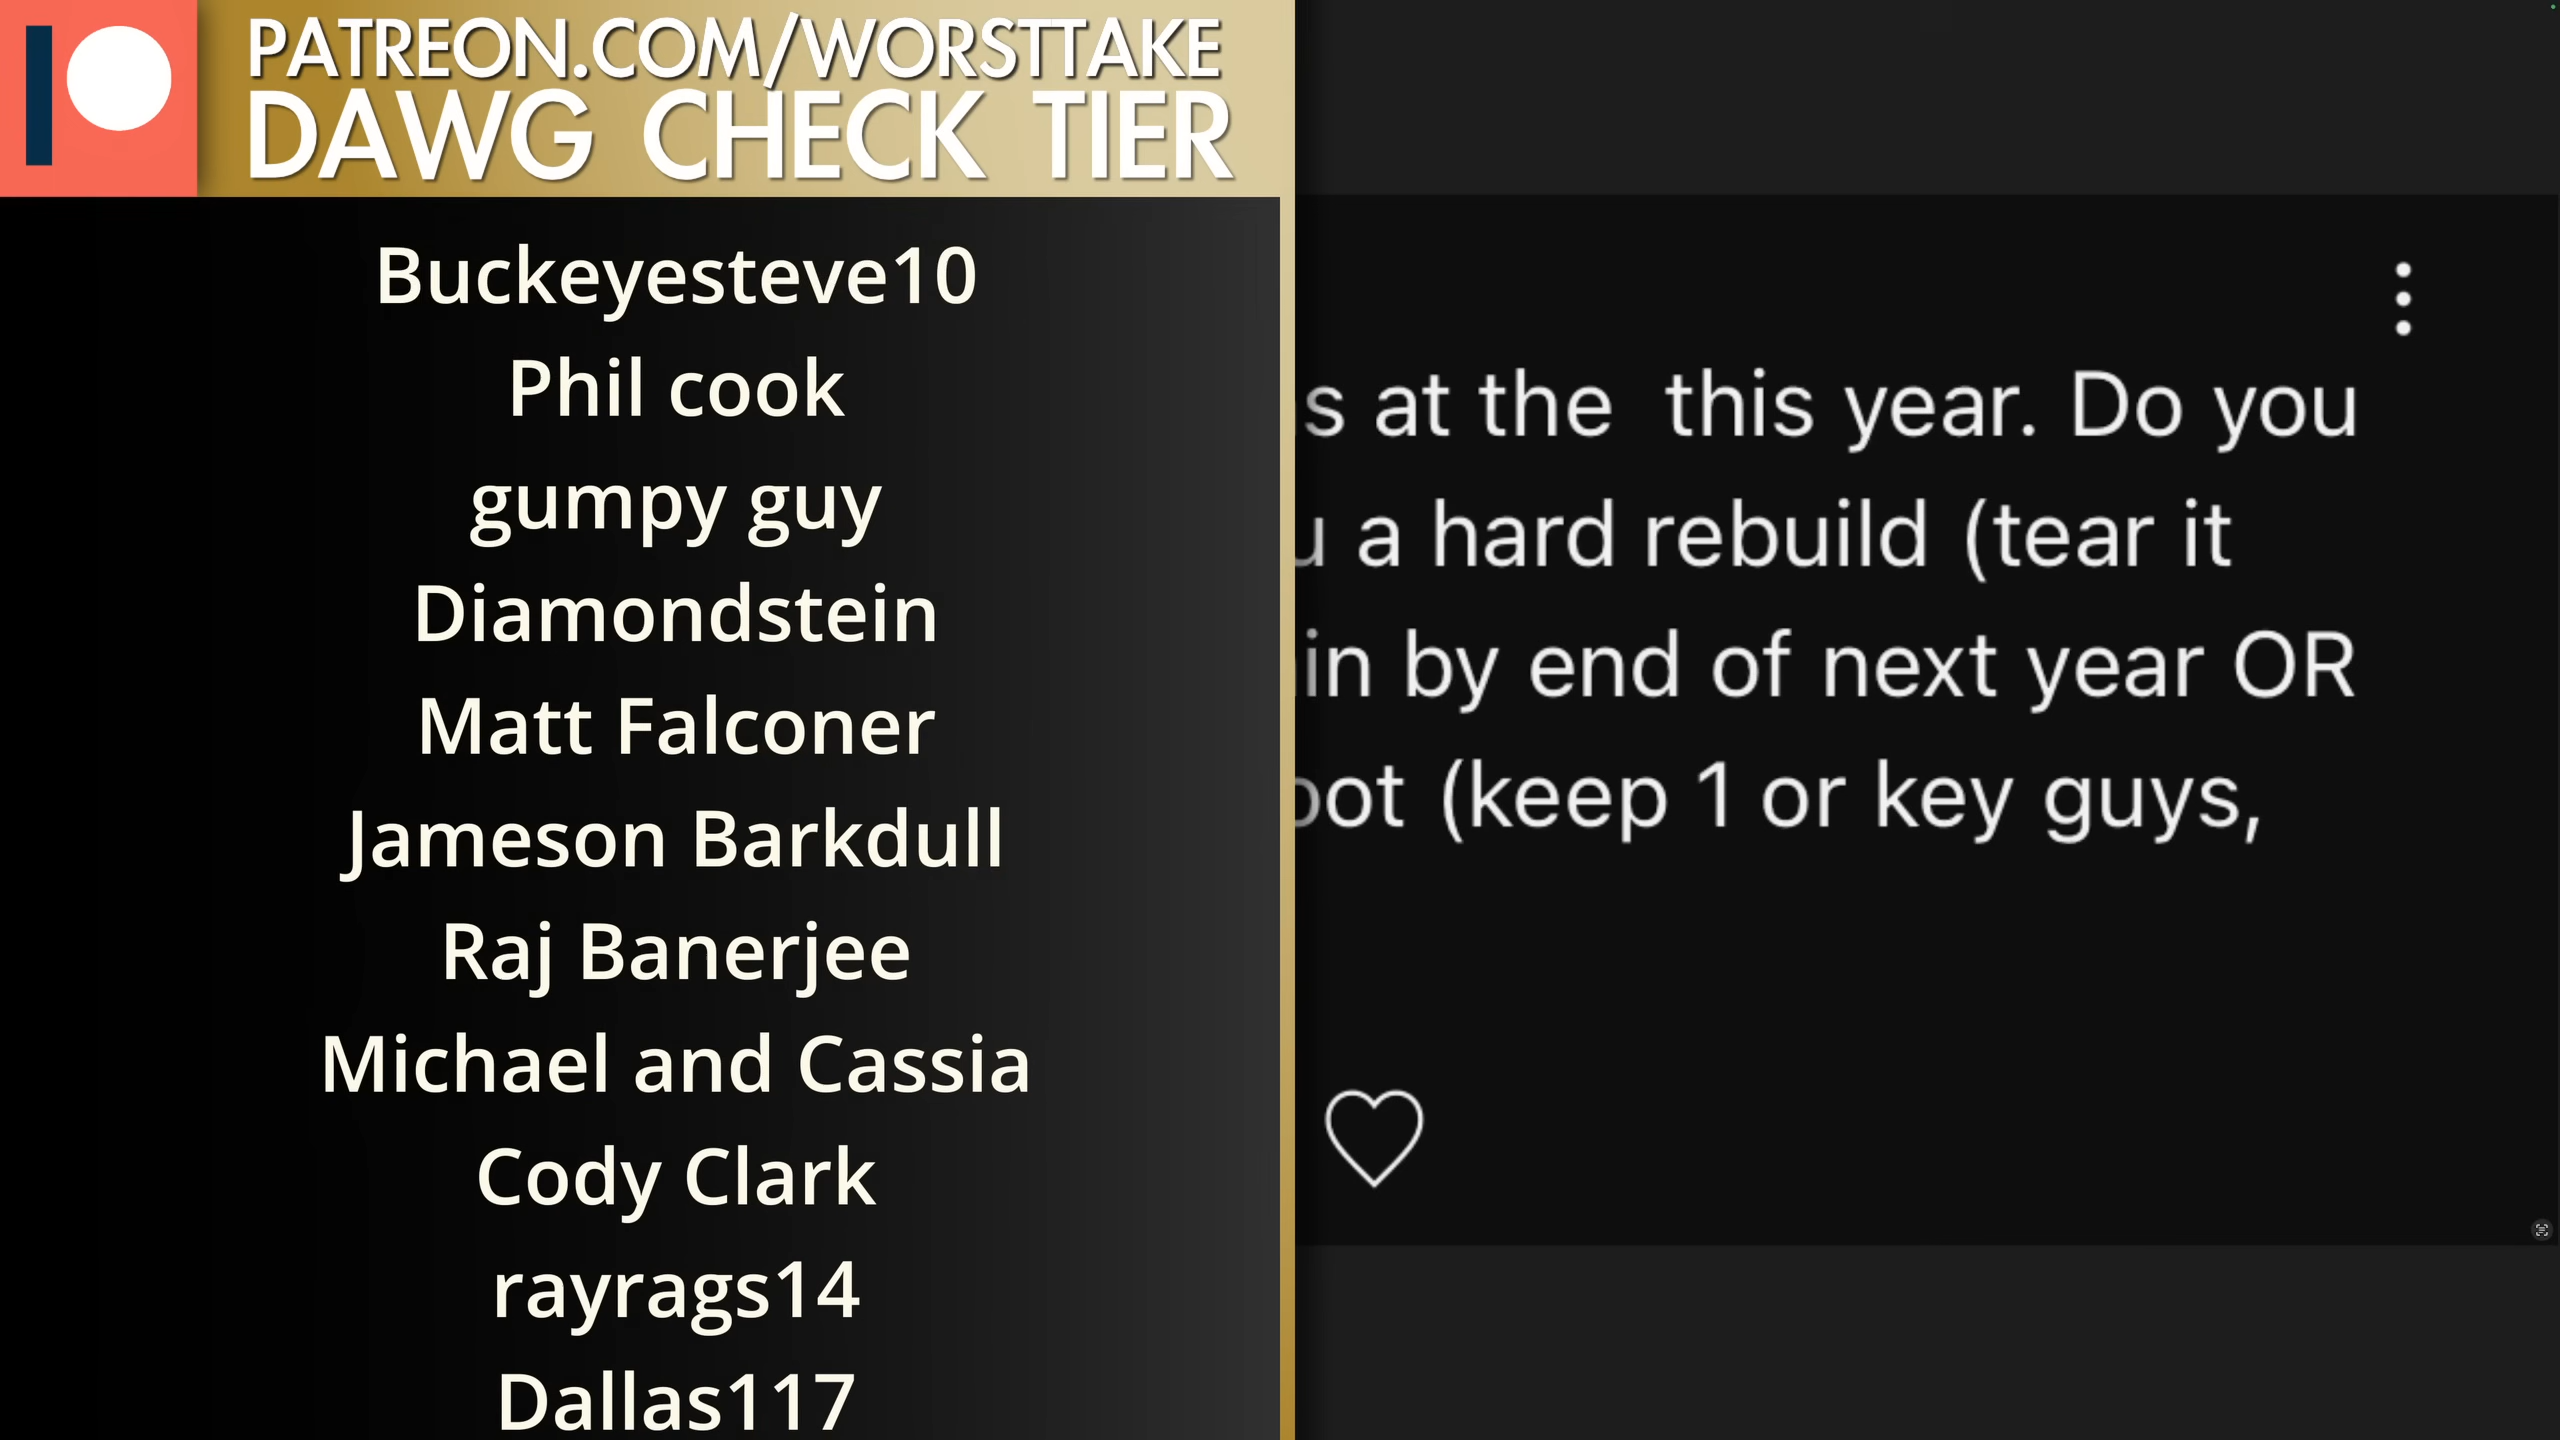 PATREON.COM/WORSTTAKE
DAWG CHECK TIER
Buckeyesteve10
Phil cook
gumpy guy
Diamondstein
Matt Falconer
Jameson Barkdull
Raj Banerjee
Michael and Cassia
Cody Clark
rayrags14
Dallas117
at the this year. Do you
a hard rebuild (tear it
by end of next year OR
(keep 1 or key guys,